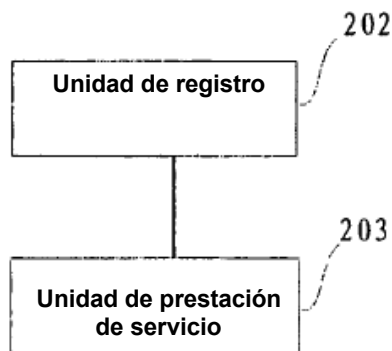 202
Unidad de registro
203
Unidad de prestación
de servicio